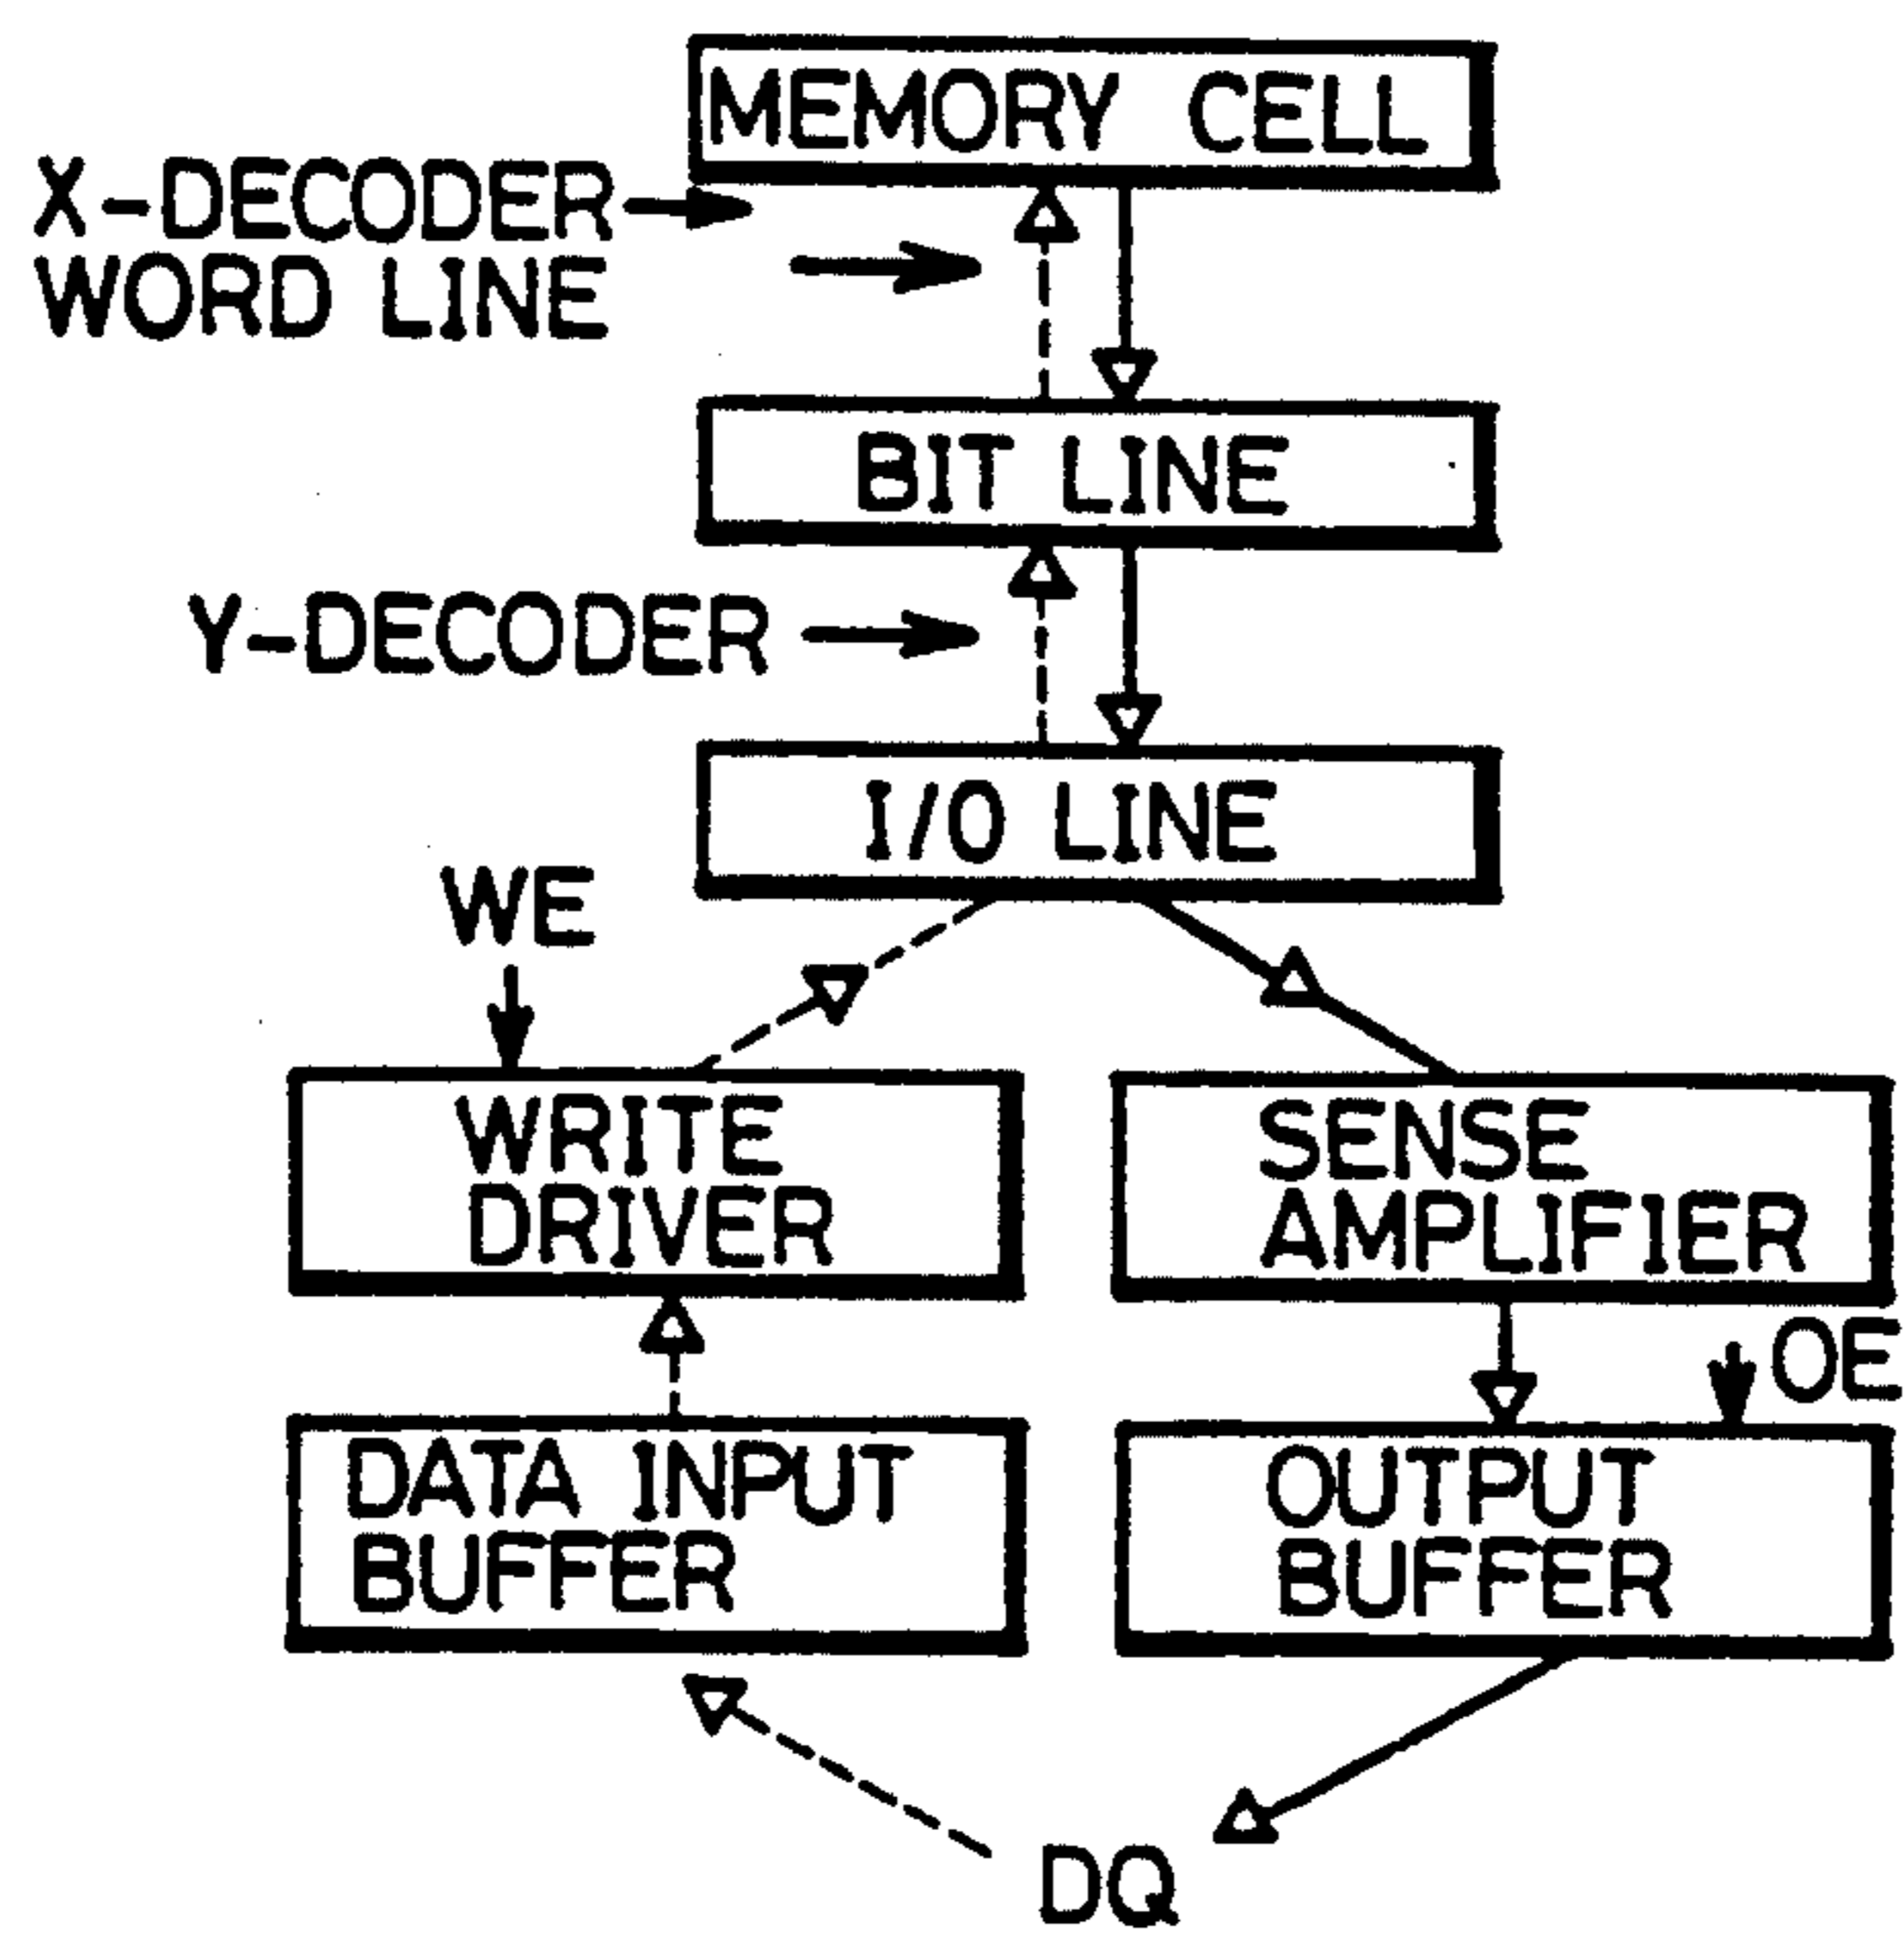 MEMORY CELL
X-DECODER
WORD LINE
BIT LINE
Y-DECODER
I/O LINE
WE
WRITE
DRIVER
SENSE
AMPLIFIER
OE
DATA INPUT
BUFFER
OUTPUT
BUFFER
DQ